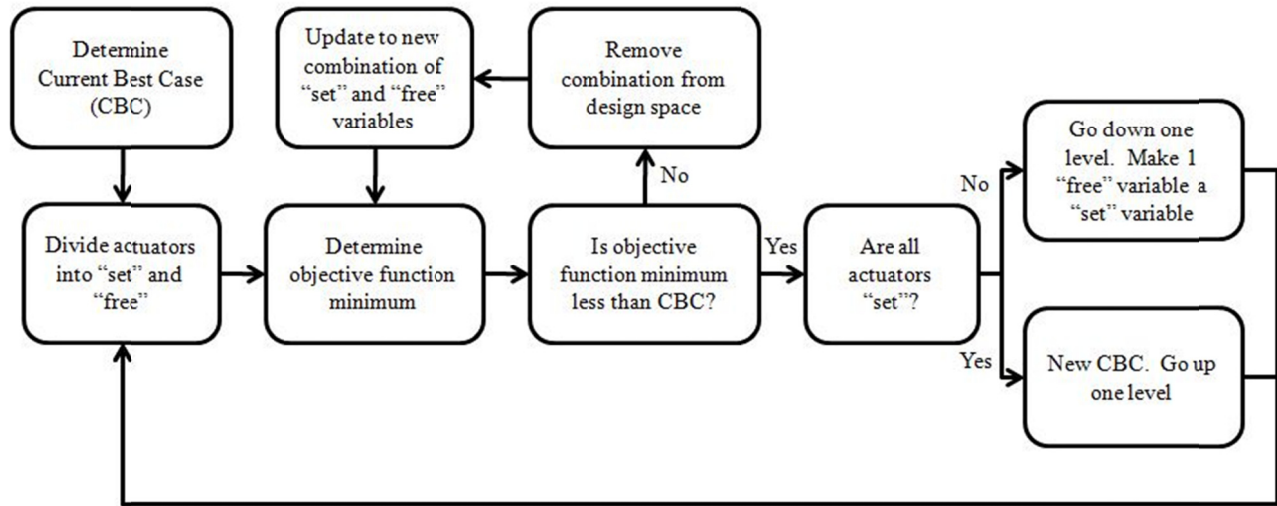 Determine
Current Best Case
(CBC)
Update to new
combination of
“set” and “free”
variables
Remove
combination from
design space
Go down one
level. Make 1
“free” variable a
“set” variable
No
No
Divide actuators
into “set” and
“free”
Determine
objective function
minimum
Is objective
function minimum
less than CBC?
Yes
Are all
actuators
“set”?
Yes
New CBC. Go up
one level